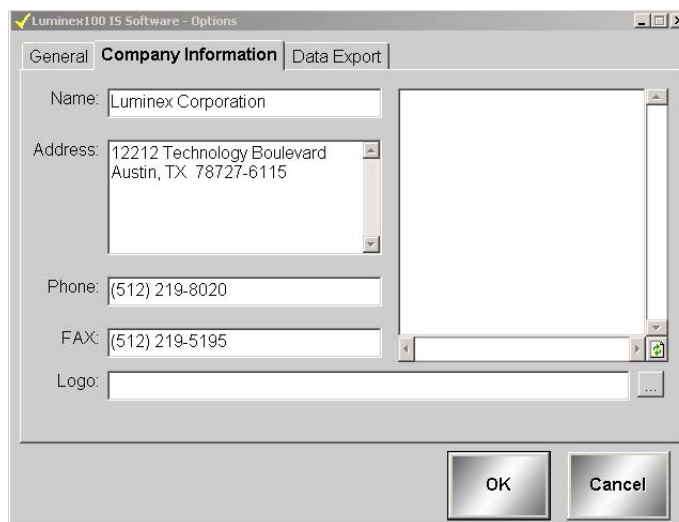 Luminex100 IS Software - Options
General Company Information Data Export
Name: Luminex Corporation
Address: 12212 Technology Boulevard
Austin, TX 78727-6115
Phone: (512) 219-8020
FAX: (512) 219-5195
Logo:
...
OK Cancel